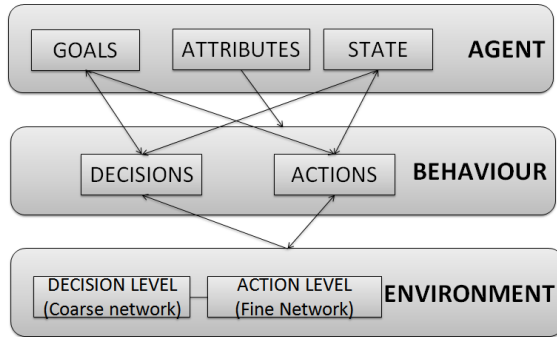 GOALS
ATTRIBUTES
STATE
AGENT
DECISIONS
ACTIONS
BEHAVIOUR
DECISION LEVEL
(Coarse network)
ACTION LEVEL
(Fine Network)
ENVIRONMENT